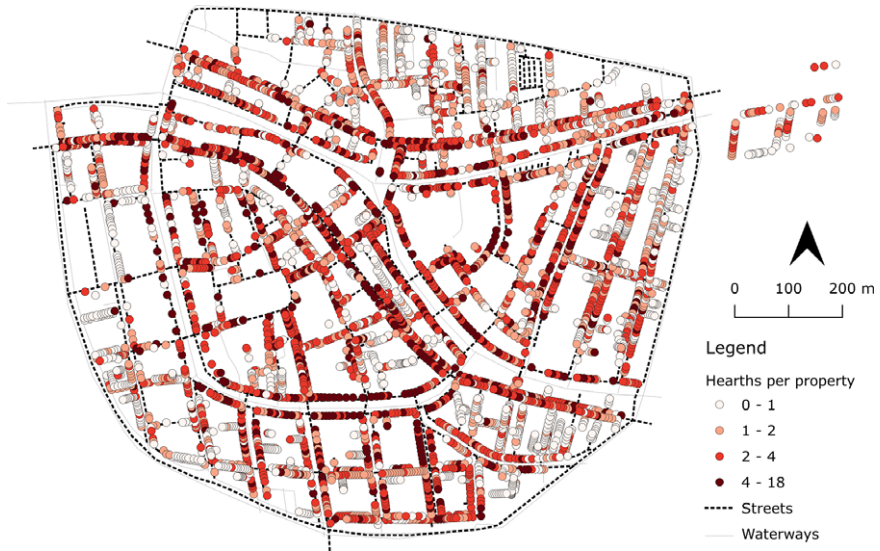 0 100 200 m
Legend
Hearths per property
0 - 1
1 - 2
2 - 4
4 - 18
Streets
Waterways